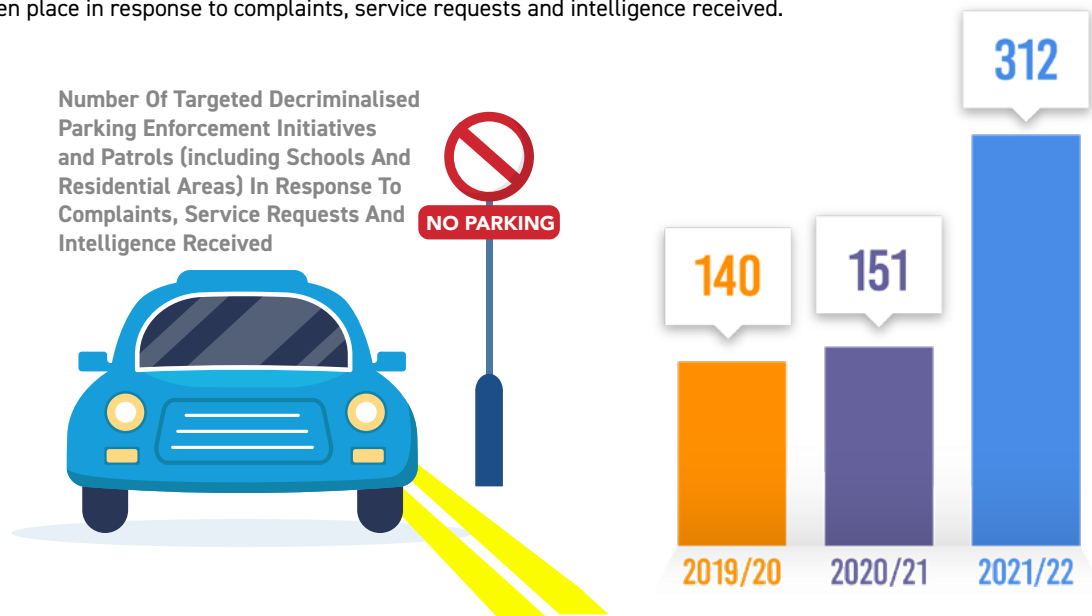 place in response to complaints, service requests and intelligence received.
312
Number Of Targeted Decriminalised
Parking Enforcement Initiatives
and Patrols (including Schools And
Residential Areas) In Response To
Complaints, Service Requests And
Intelligence Received
NO PARKING
140
151
2019/20
2020/21
2021/22